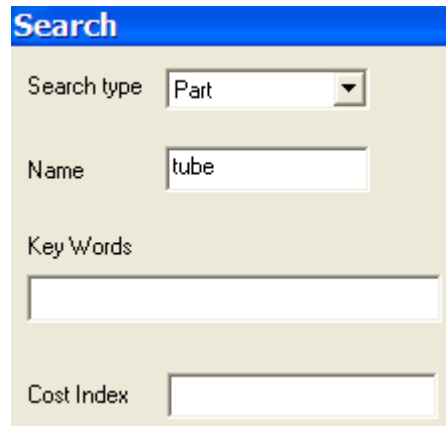 Search
Search type Part
Name tube
Key Words
Cost Index